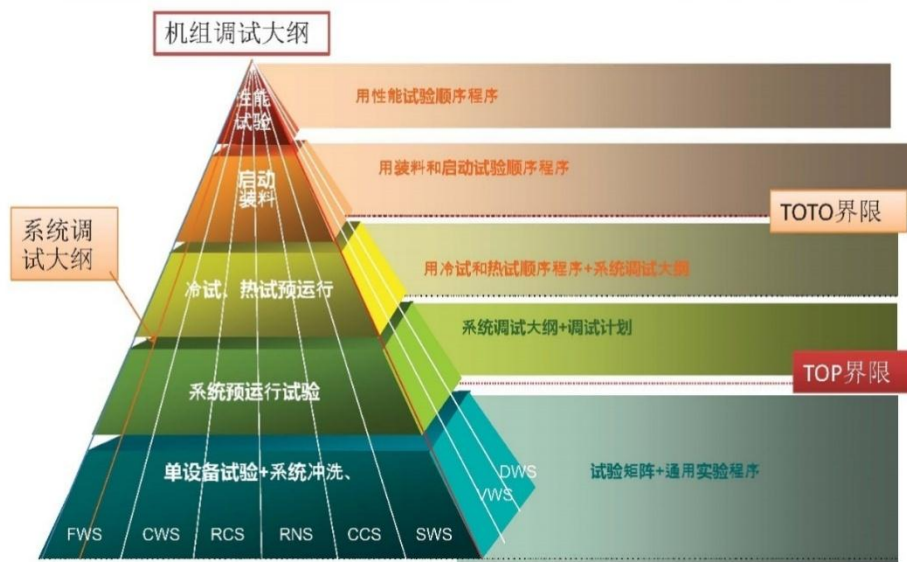 机组调试大纲
性能
试验
用性能试验顺序程序
启动
装料
用装料和启动试验顺序程序
TOTO界限
系统调
试大纲
冷试、热试预运行
用冷试和热试顺序程序+系统调试大纲
系统调试大纲+调试计划
TOP界限
系统预运行试验
单设备试验+系统冲洗、
试验矩阵+通用实验程序
DWS
VWS
FWS
CWS
RCS
RNS
CCS
SWS